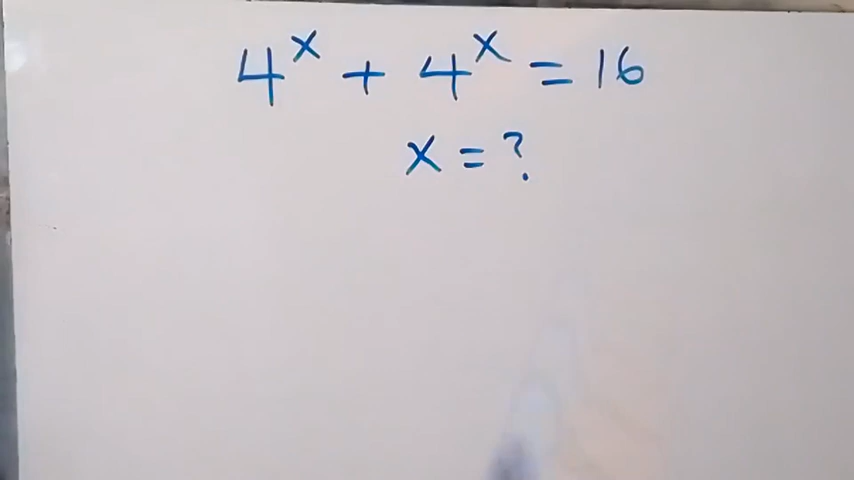 4^x + 4^x = 16
x = ?